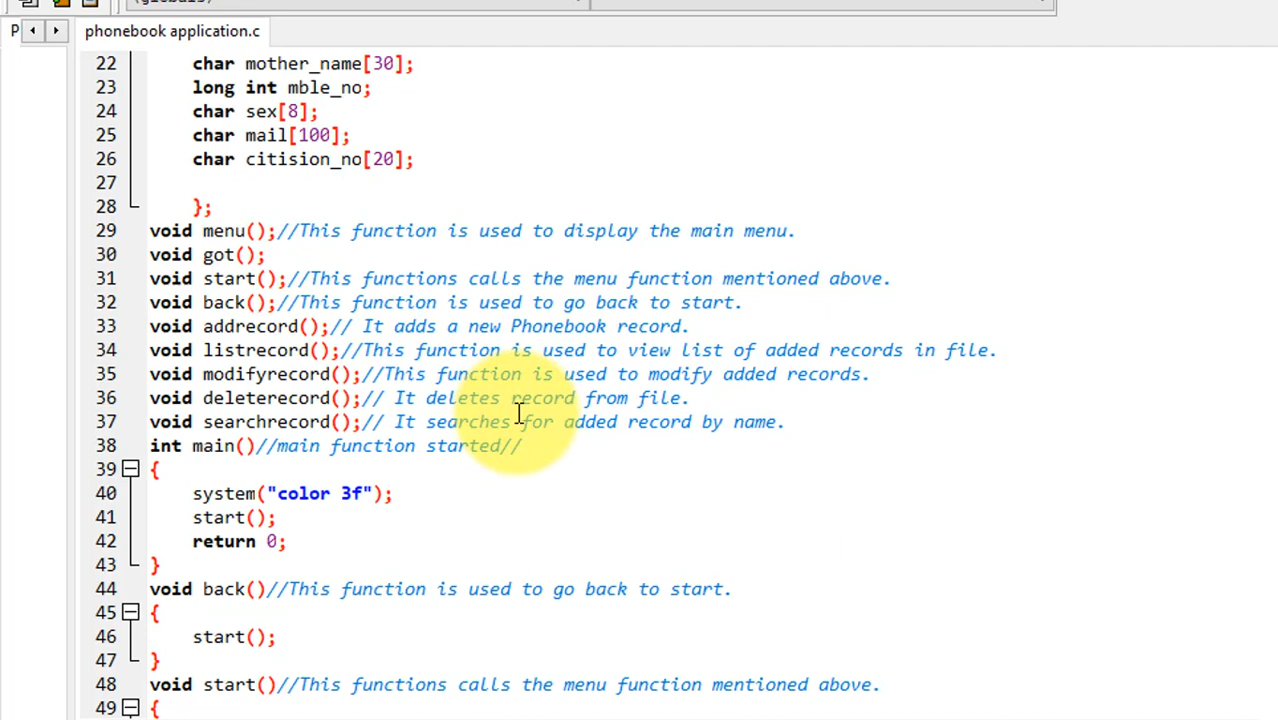 P
phonebook application.c
22 char mother_name[30];
23 long int mble_no;
24 char sex[8];
25 char mail[100];
26 char citision_no[20];
27
28 };
29 void menu();//This function is used to display the main menu.
30 void got();
31 void start();//This functions calls the menu function mentioned above.
32 void back();//This function is used to go back to start.
33 void addrecord();// It adds a new Phonebook record.
34 void listrecord();//This function is used to view list of added records in file.
35 void modifyrecord();//This function is used to modify added records.
36 void deleterecord();// It deletes record from file.
37 void searchrecord();// It searches for added record by name.
38 int main()//main function started//
39 {
40 system("color 3f");
41 start();
42 return 0;
43 }
44 void back()//This function is used to go back to start.
45 {
46 start();
47 }
48 void start()//This functions calls the menu function mentioned above.
49 {